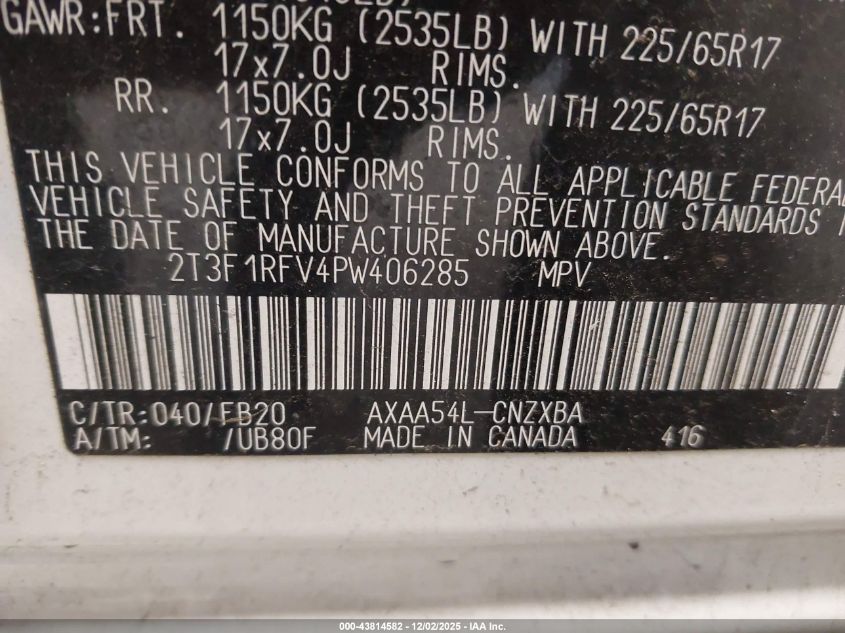 GAWR:FRT. 1150KG (2535LB) WITH 225/65R17
17x7.0J RIMS.
RR. 1150KG (2535LB) WITH 225/65R17
17x7.0J RIMS.
THIS VEHICLE CONFORMS TO ALL APPLICABLE FEDERAL
VEHICLE SAFETY AND THEFT PREVENTION STANDARDS
THE DATE OF MANUFACTURE SHOWN ABOVE.
2T3F1RFV4PW406285 MPV
C/TR:040/FB20 AXAA54L-CNZXBA
A/TM: /UB80F MADE IN CANADA 416
000-43814582 - 12/02/2025 - IAA Inc.